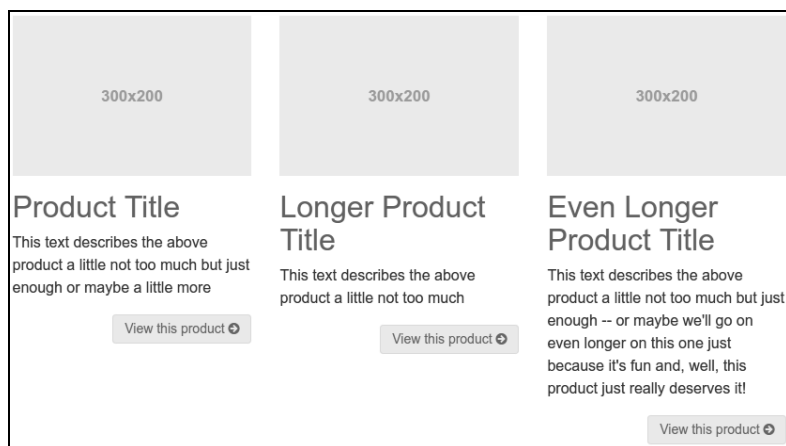 300x200
Product Title
This text describes the above
product a little not too much but just
enough or maybe a little more
View this product
300x200
Longer Product
Title
This text describes the above
product a little not too much
View this product
300x200
Even Longer
Product Title
This text describes the above
product a little not too much but just
enough -- or maybe we'll go on
even longer on this one just
because it's fun and, well, this
product just really deserves it!
View this product